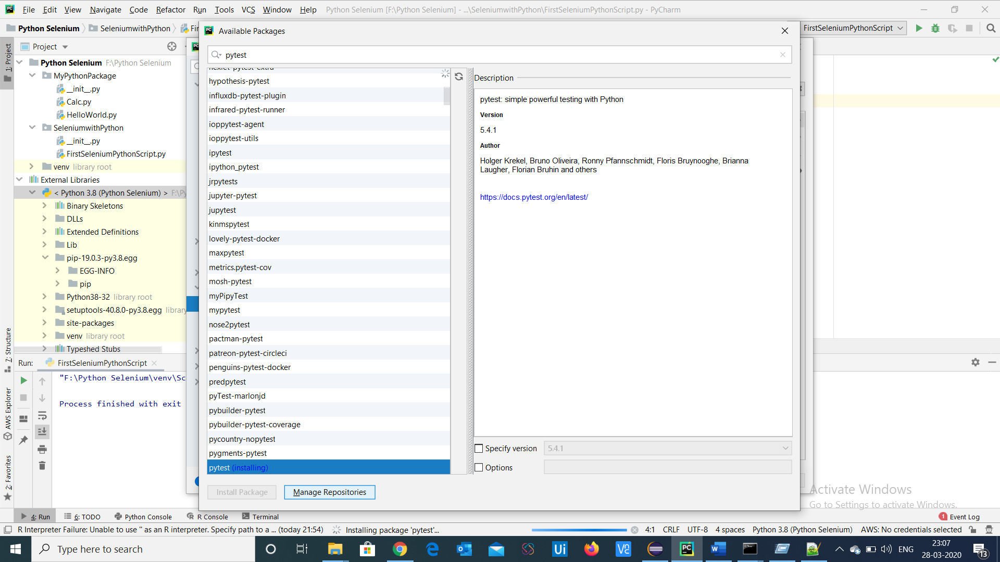 File Edit View Navigate Code Refactor Run Tools VCS Window Help Python Selenium [F:\Python Selenium] - ...\SeleniumwithPython\FirstSeleniumPythonScript.py - PyCharm
Python Selenium SeleniumwithPython Fir
FirstSeleniumPythonScript
1: Project
7: Structure
AWS Explorer
2: Favorites
Project
Python Selenium F:\Python Selenium
MyPythonPackage
__init__.py
Calc.py
HelloWorld.py
SeleniumwithPython
__init__.py
FirstSeleniumPythonScript.py
venv library root
External Libraries
< Python 3.8 (Python Selenium) > F:\Py
Binary Skeletons
DLLs
Extended Definitions
Lib
pip-19.0.3-py3.8.egg
EGG-INFO
pip
Python38-32 library root
setuptools-40.8.0-py3.8.egg library
site-packages
venv library root
Typeshed Stubs
Run: FirstSeleniumPythonScript
"F:\Python Selenium\venv\Sc
Process finished with exit
Available Packages
pytest
hypothesis-pytest
influxdb-pytest-plugin
infrared-pytest-runner
ioppytest-agent
ioppytest-utils
ipytest
ipython_pytest
jrpytests
jupyter-pytest
jupytest
kinmspytest
lovely-pytest-docker
maxpytest
metrics.pytest-cov
mosh-pytest
myPipyTest
mypytest
nose2pytest
pactman-pytest
patreon-pytest-circleci
penguins-pytest-docker
predpytest
pyTest-marlonjd
pybuilder-pytest
pybuilder-pytest-coverage
pycountry-nopytest
pygments-pytest
pytest (installing)
Description
pytest: simple powerful testing with Python
Version
5.4.1
Author
Holger Krekel, Bruno Oliveira, Ronny Pfannschmidt, Floris Bruynooghe, Brianna
Laugher, Florian Bruhin and others
https://docs.pytest.org/en/latest/
Specify version 5.4.1
Options
Install Package Manage Repositories
Activate Windows
Go to Settings to activate Windows.
4: Run 6: TODO Python Console R Console Terminal 1 Event Log
R Interpreter Failure: Unable to use '' as an R interpreter. Specify path to a ... (today 21:54) Installing package 'pytest'... 4:1 CRLF UTF-8 4 spaces Python 3.8 (Python Selenium) AWS: No credentials selected
Type here to search
ENG
23:07
28-03-2020
13